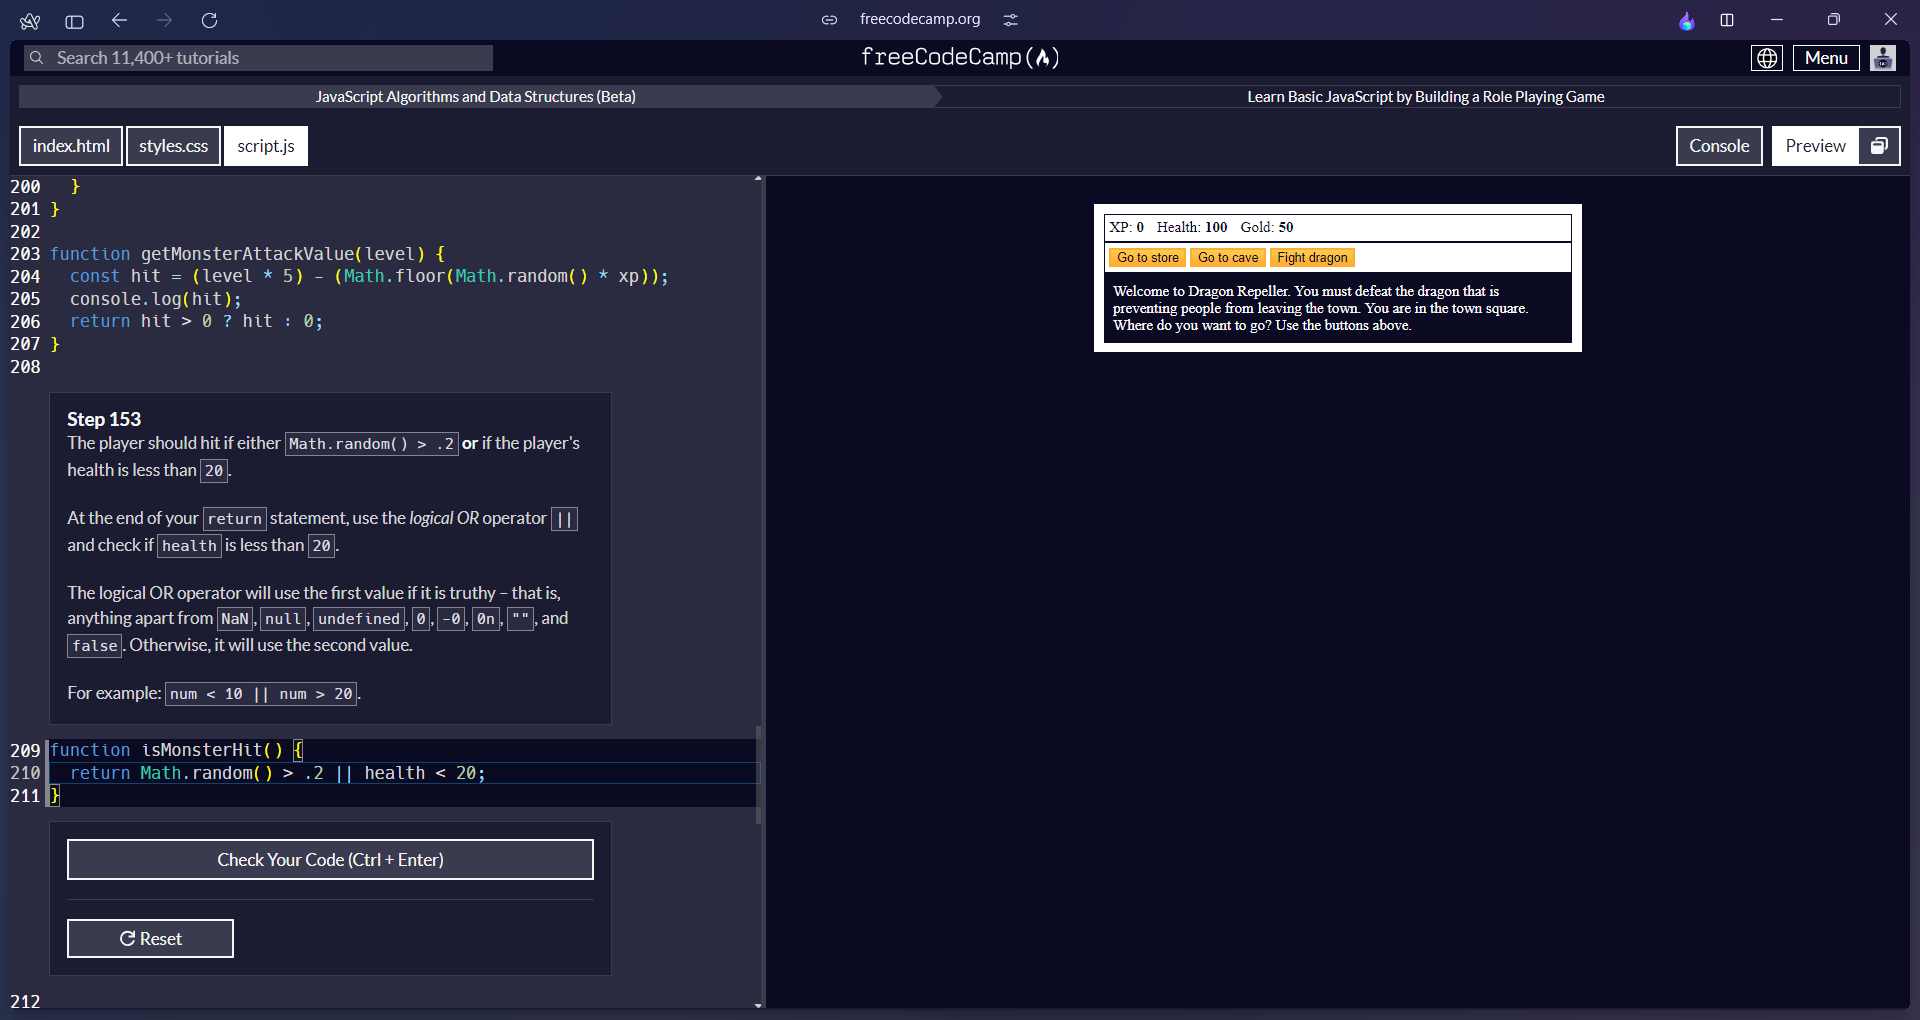 freecodecamp.org
Search 11,400+ tutorials
freeCodeCamp
Menu
JavaScript Algorithms and Data Structures (Beta)
Learn Basic JavaScript by Building a Role Playing Game
index.html styles.css script.js
Console Preview
200 }
201 }
202
203 function getMonsterAttackValue(level) {
204 const hit = (level * 5) - (Math.floor(Math.random() * xp));
205 console.log(hit);
206 return hit > 0 ? hit : 0;
207 }
208
Step 153
The player should hit if either Math.random() > .2 or if the player's
health is less than 20.
At the end of your return statement, use the logical OR operator ||
and check if health is less than 20.
The logical OR operator will use the first value if it is truthy – that is,
anything apart from NaN, null, undefined, 0, -0, 0n, "", and
false. Otherwise, it will use the second value.
For example: num < 10 || num > 20.
209 function isMonsterHit() {
210 return Math.random() > .2 || health < 20;
211 }
Check Your Code (Ctrl + Enter)
Reset
212
XP: 0 Health: 100 Gold: 50
Go to store Go to cave Fight dragon
Welcome to Dragon Repeller. You must defeat the dragon that is
preventing people from leaving the town. You are in the town square.
Where do you want to go? Use the buttons above.